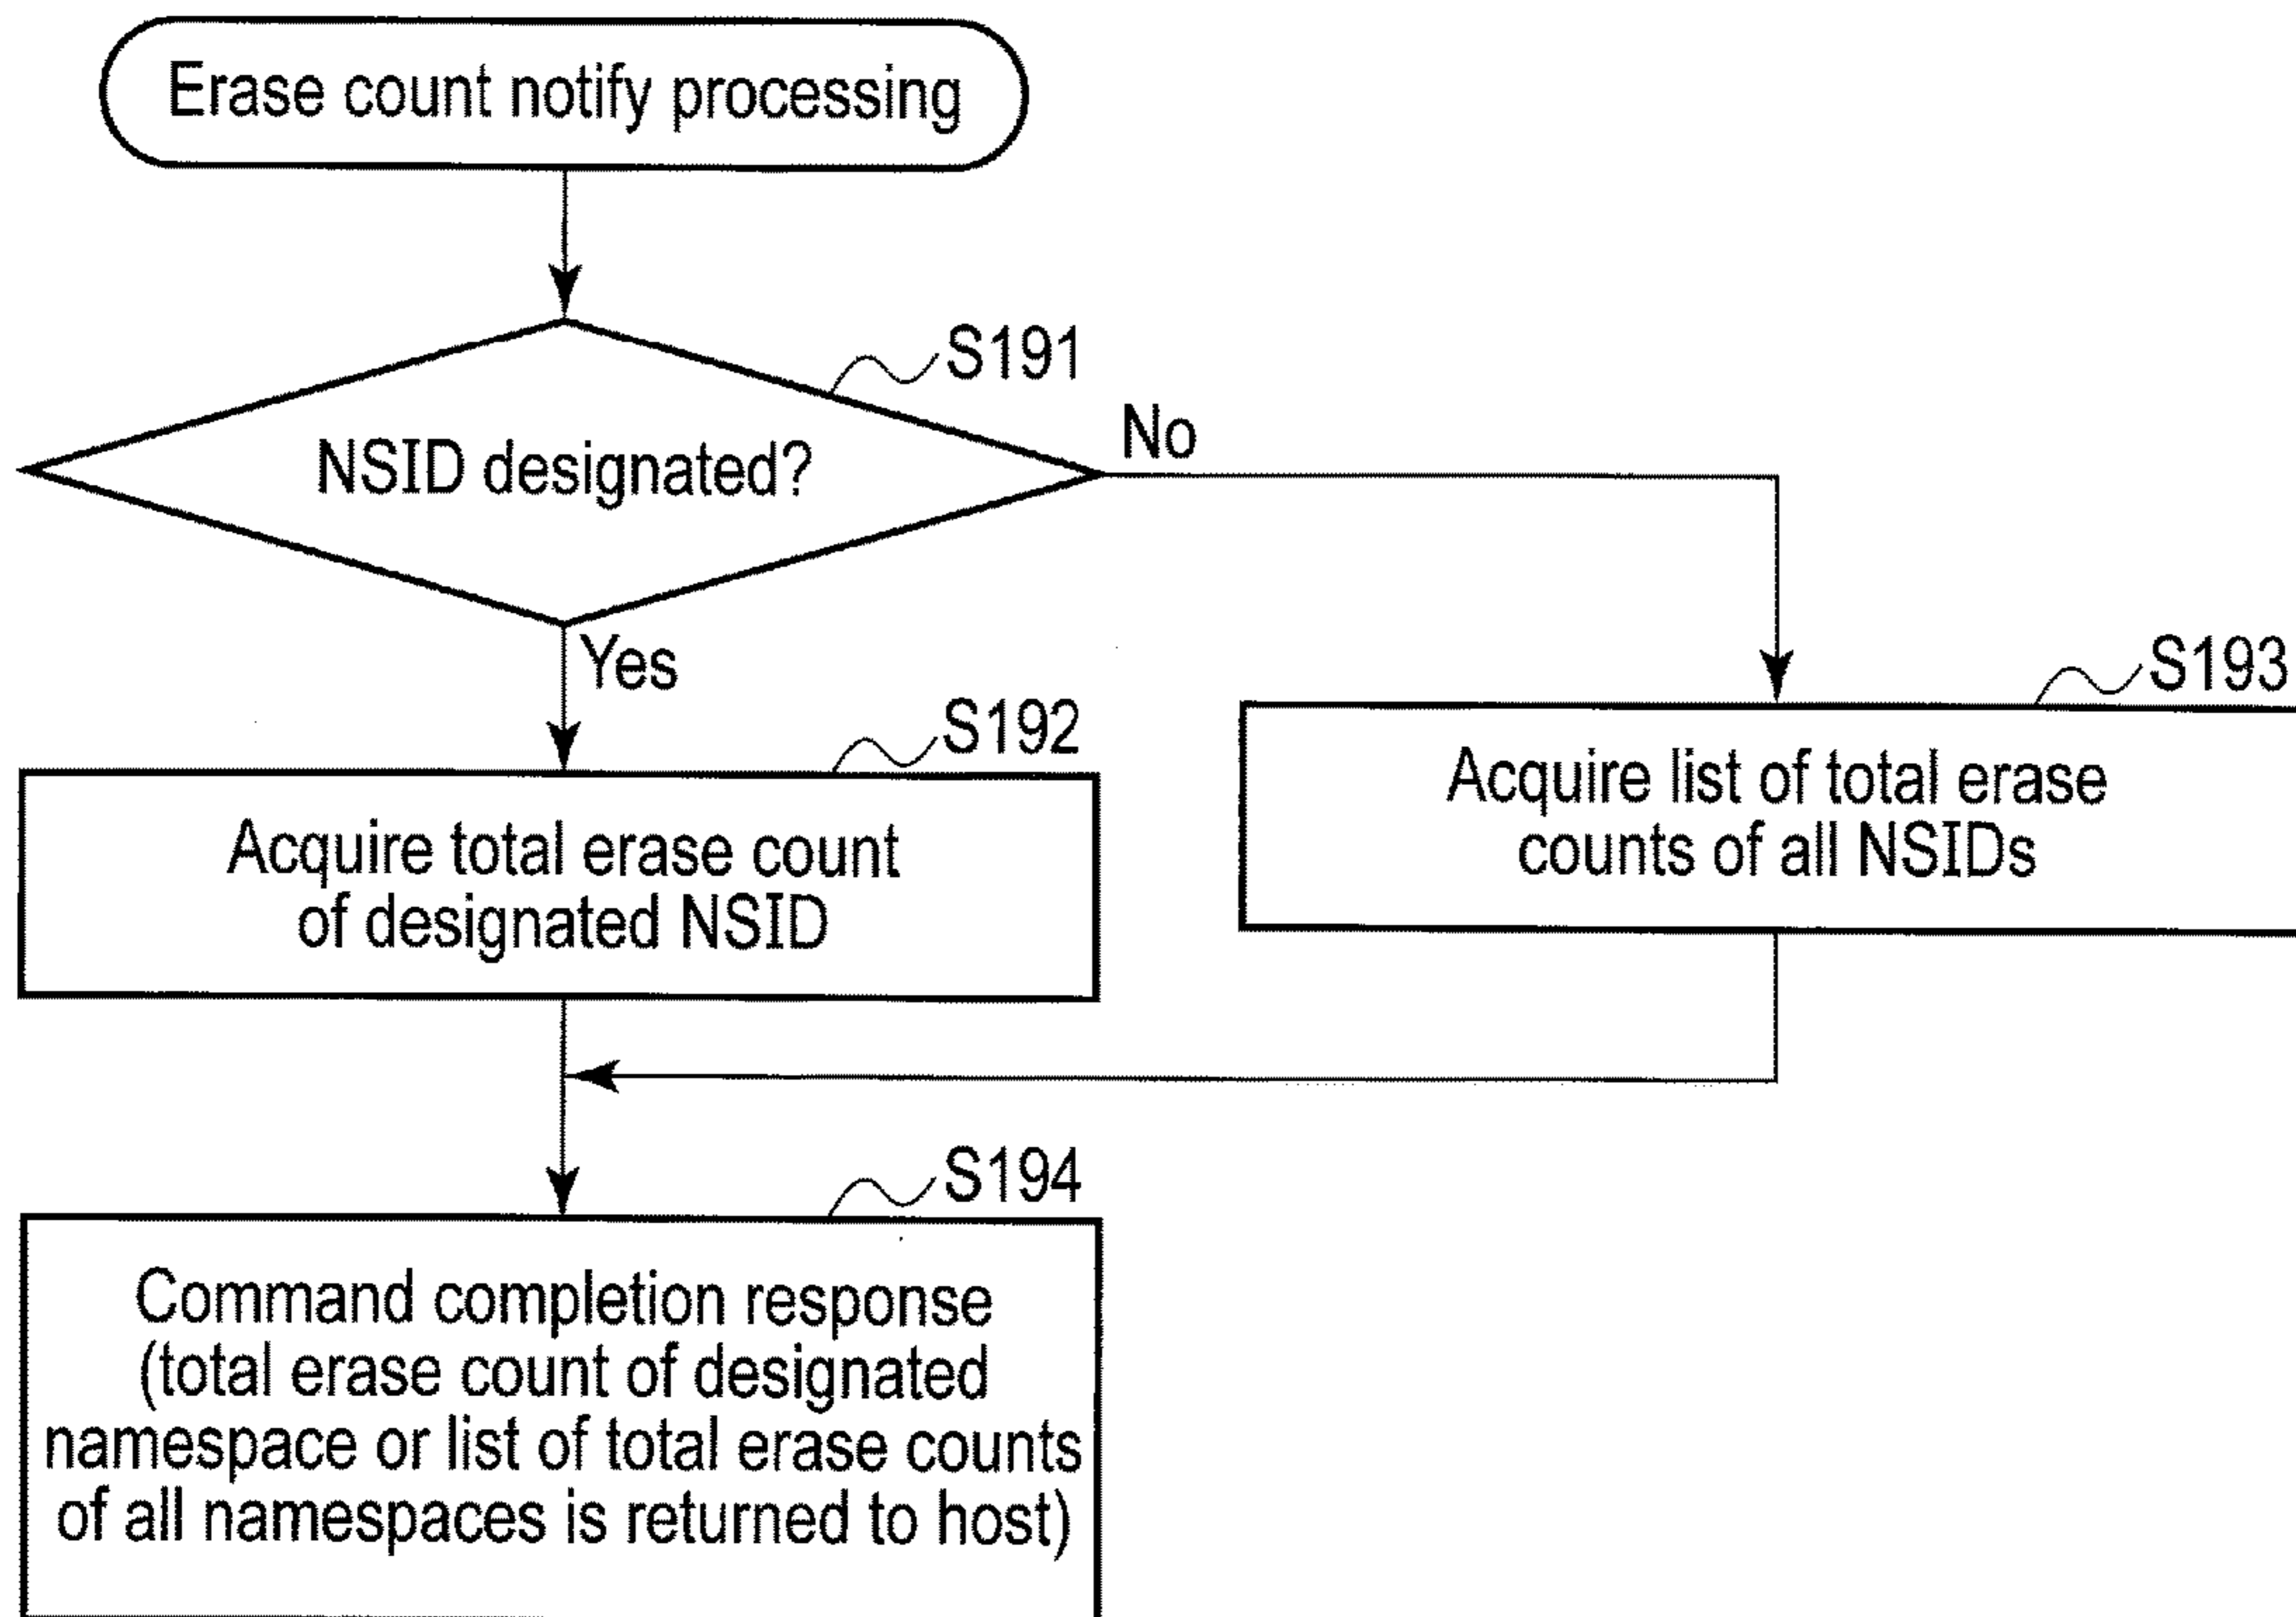 Erase count notify processing
S191
NSID designated?
No
Yes
S192
Acquire total erase count
of designated NSID
S193
Acquire list of total erase
counts of all NSIDs
S194
Command completion response
(total erase count of designated
namespace or list of total erase counts
of all namespaces is returned to host)